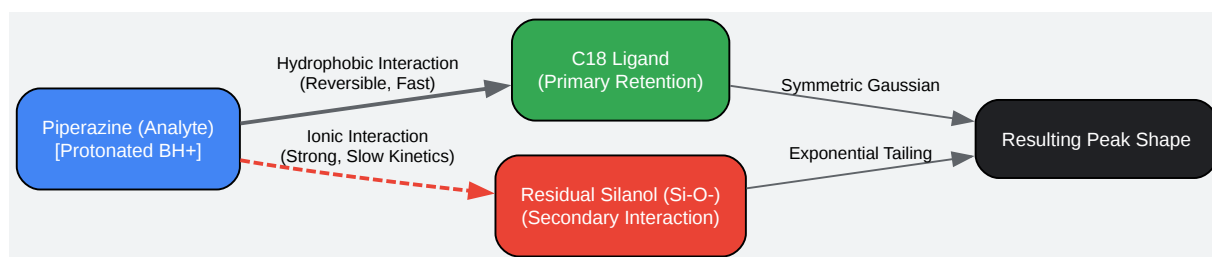 Piperazine (Analyte)
[Protonated BH+]
Hydrophobic Interaction
(Reversible, Fast)
Ionic Interaction
(Strong, Slow Kinetics)
C18 Ligand
(Primary Retention)
Residual Silanol (Si-O-)
(Secondary Interaction)
Symmetric Gaussian
Exponential Tailing
Resulting Peak Shape